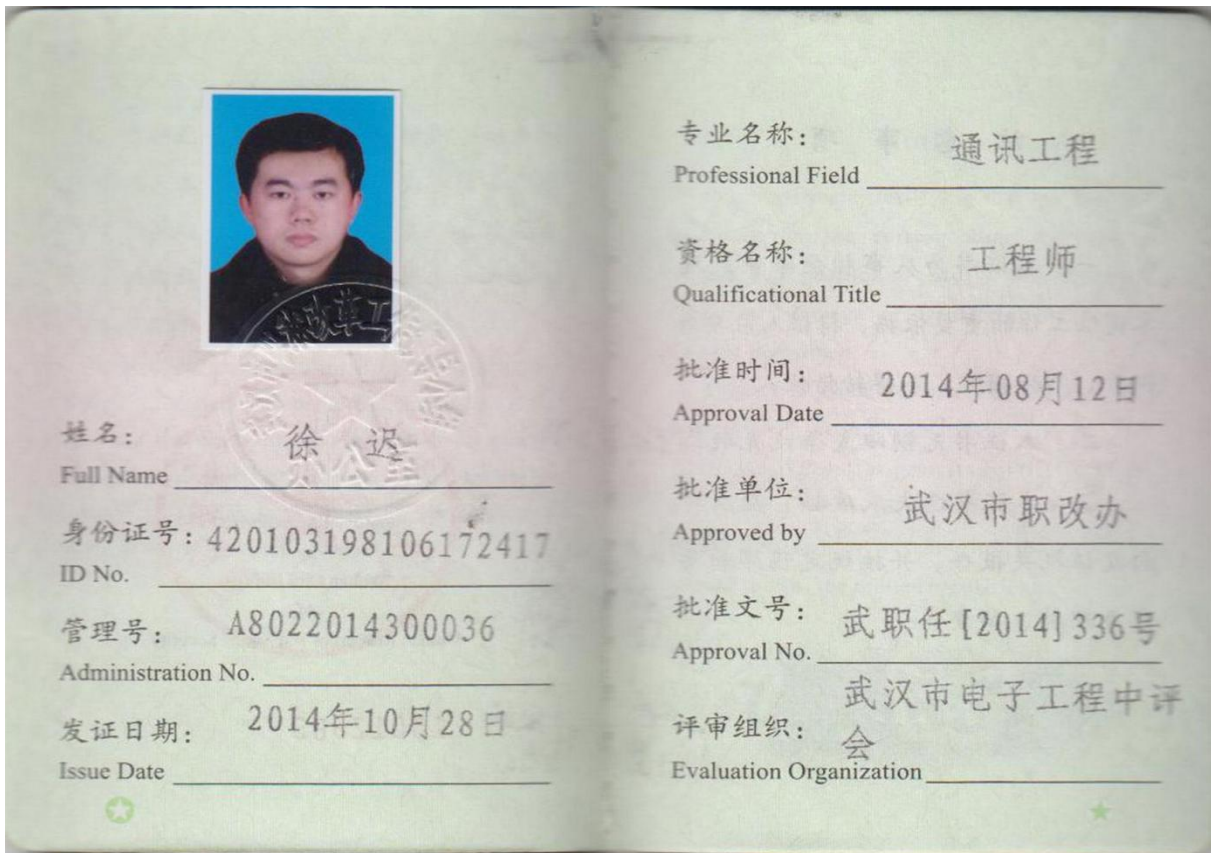 姓名： 徐 迟
Full Name
身份证号： 420103198106172417
ID No.
管理号： A8022014300036
Administration No.
发证日期： 2014年10月28日
Issue Date
办公室
专业名称： 通讯工程
Professional Field
资格名称： 工程师
Qualificational Title
批准时间： 2014年08月12日
Approval Date
批准单位： 武汉市职改办
Approved by
批准文号： 武职任[2014]336号
Approval No.
武汉市电子工程中评
评审组织： 会
Evaluation Organization